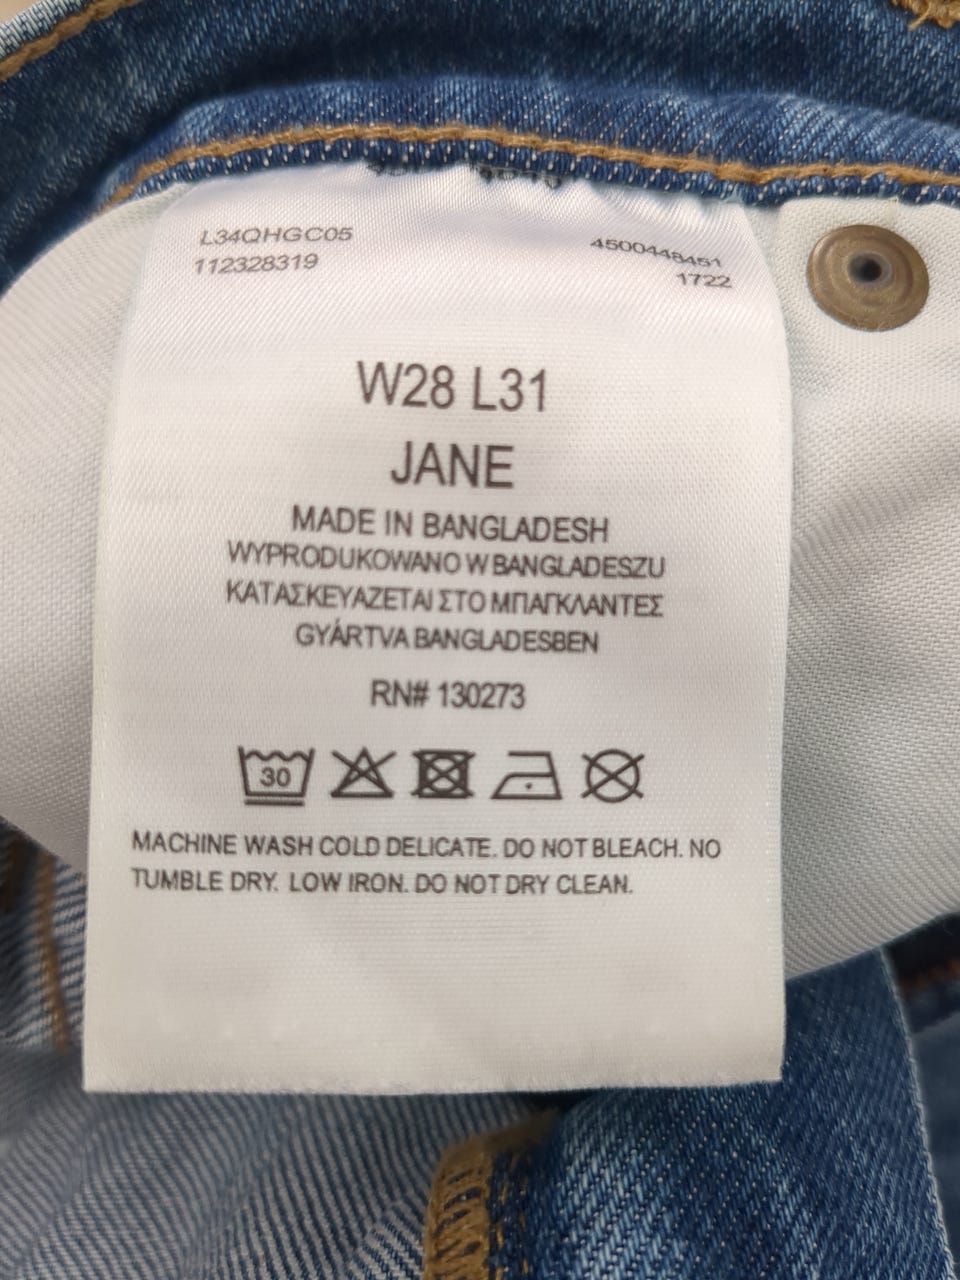 L34QHGC05
112328319
4500448451
1722
W28 L31
JANE
MADE IN BANGLADESH
WYPRODUKOWANO W BANGLADESZU
ΚΑΤΑΣΚΕΥΑΖΕΤΑΙ ΣΤΟ ΜΠΑΓΚΛΑΝΤΕΣ
GYÁRTVA BANGLADESBEN
RN# 130273
30
MACHINE WASH COLD DELICATE. DO NOT BLEACH. NO
TUMBLE DRY. LOW IRON. DO NOT DRY CLEAN.